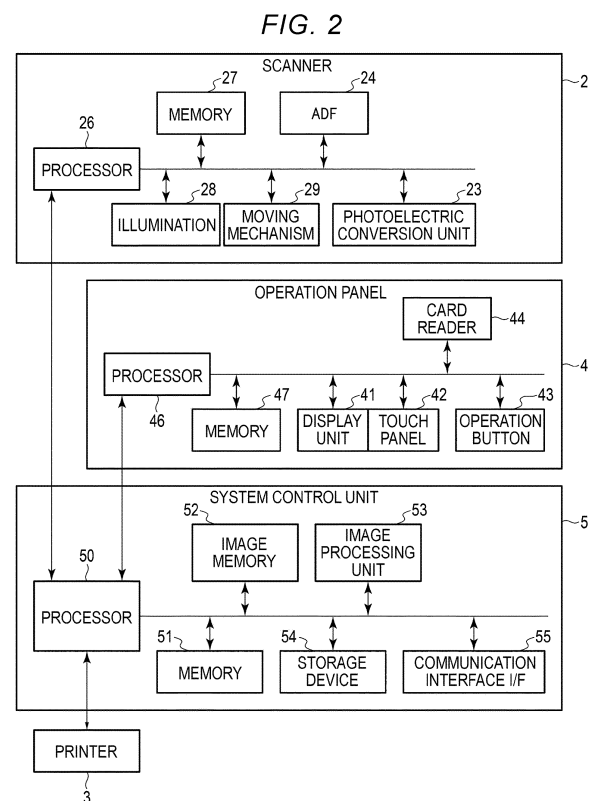 FIG. 2
SCANNER
2
27
MEMORY
24
ADF
26
PROCESSOR
28
ILLUMINATION
29
MOVING
MECHANISM
23
PHOTOELECTRIC
CONVERSION UNIT
OPERATION PANEL
4
CARD
READER
44
PROCESSOR
46
47
MEMORY
41
DISPLAY
UNIT
42
TOUCH
PANEL
43
OPERATION
BUTTON
SYSTEM CONTROL UNIT
5
52
IMAGE
MEMORY
53
IMAGE
PROCESSING
UNIT
50
PROCESSOR
51
MEMORY
54
STORAGE
DEVICE
55
COMMUNICATION
INTERFACE I/F
PRINTER
3